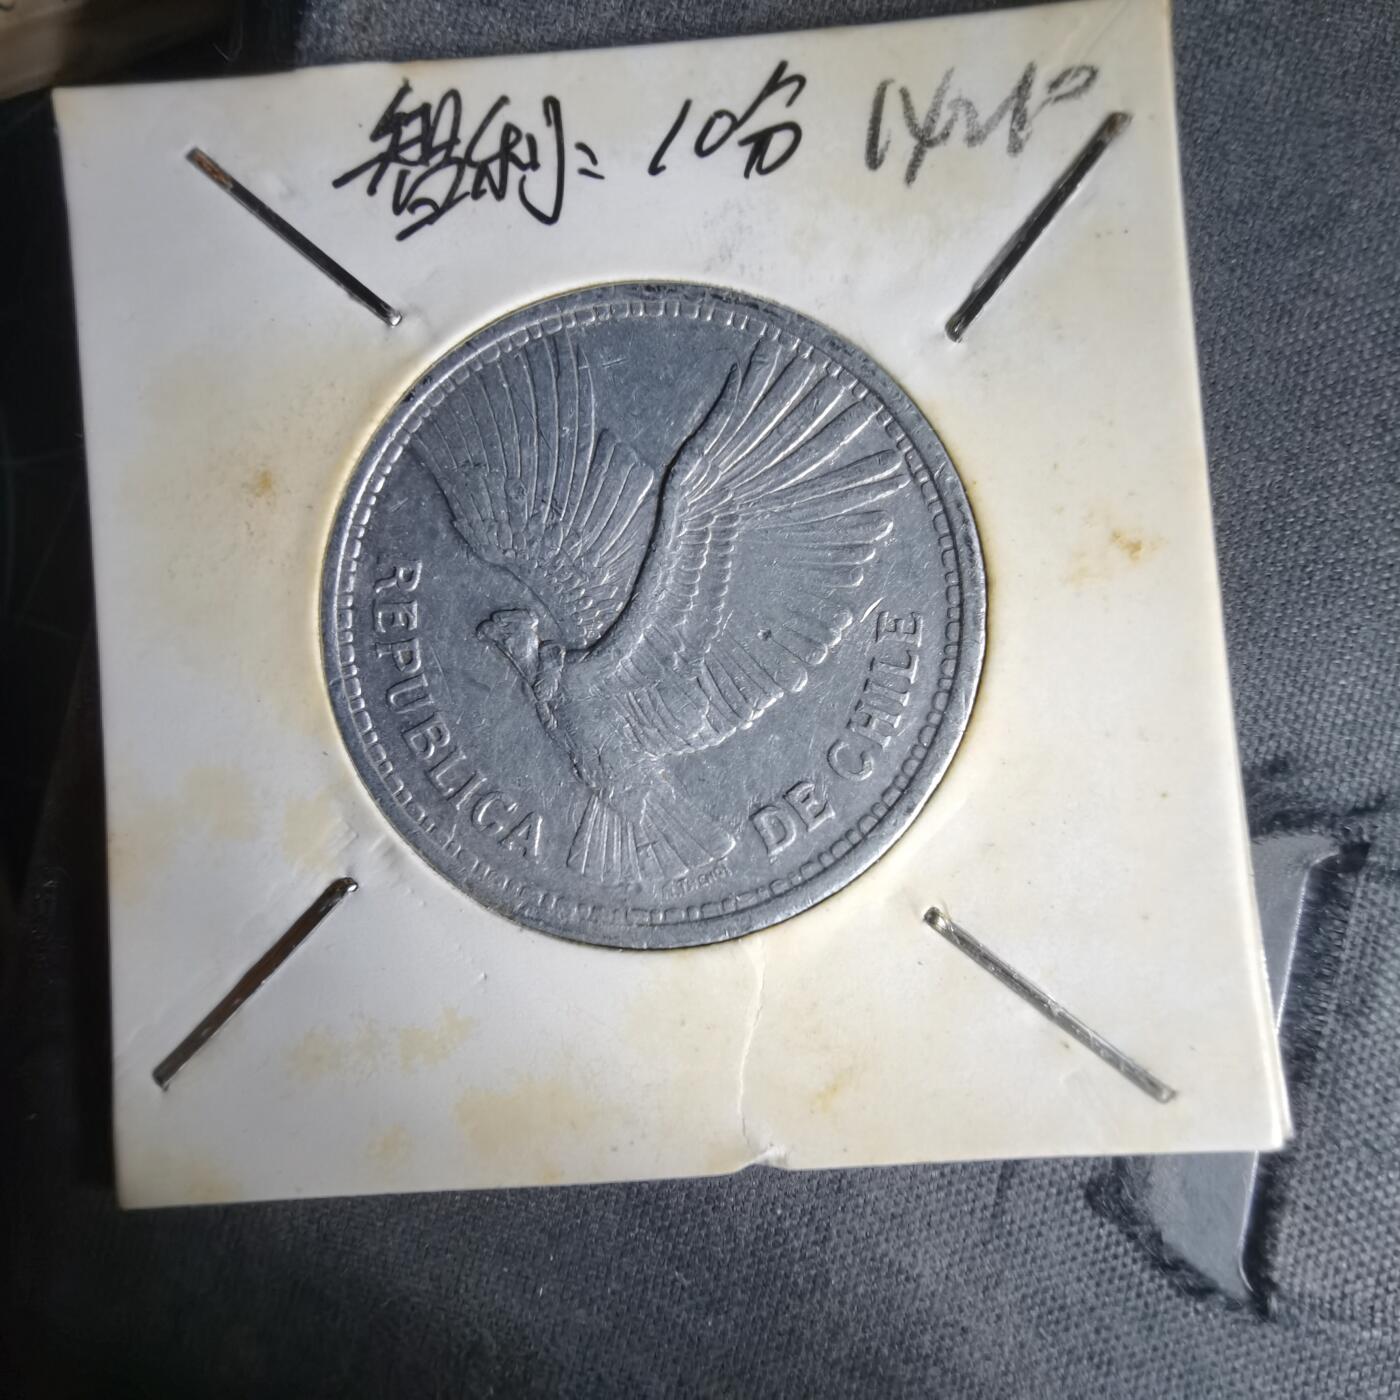 智利: 10分
REPUBLICA DE CHILE